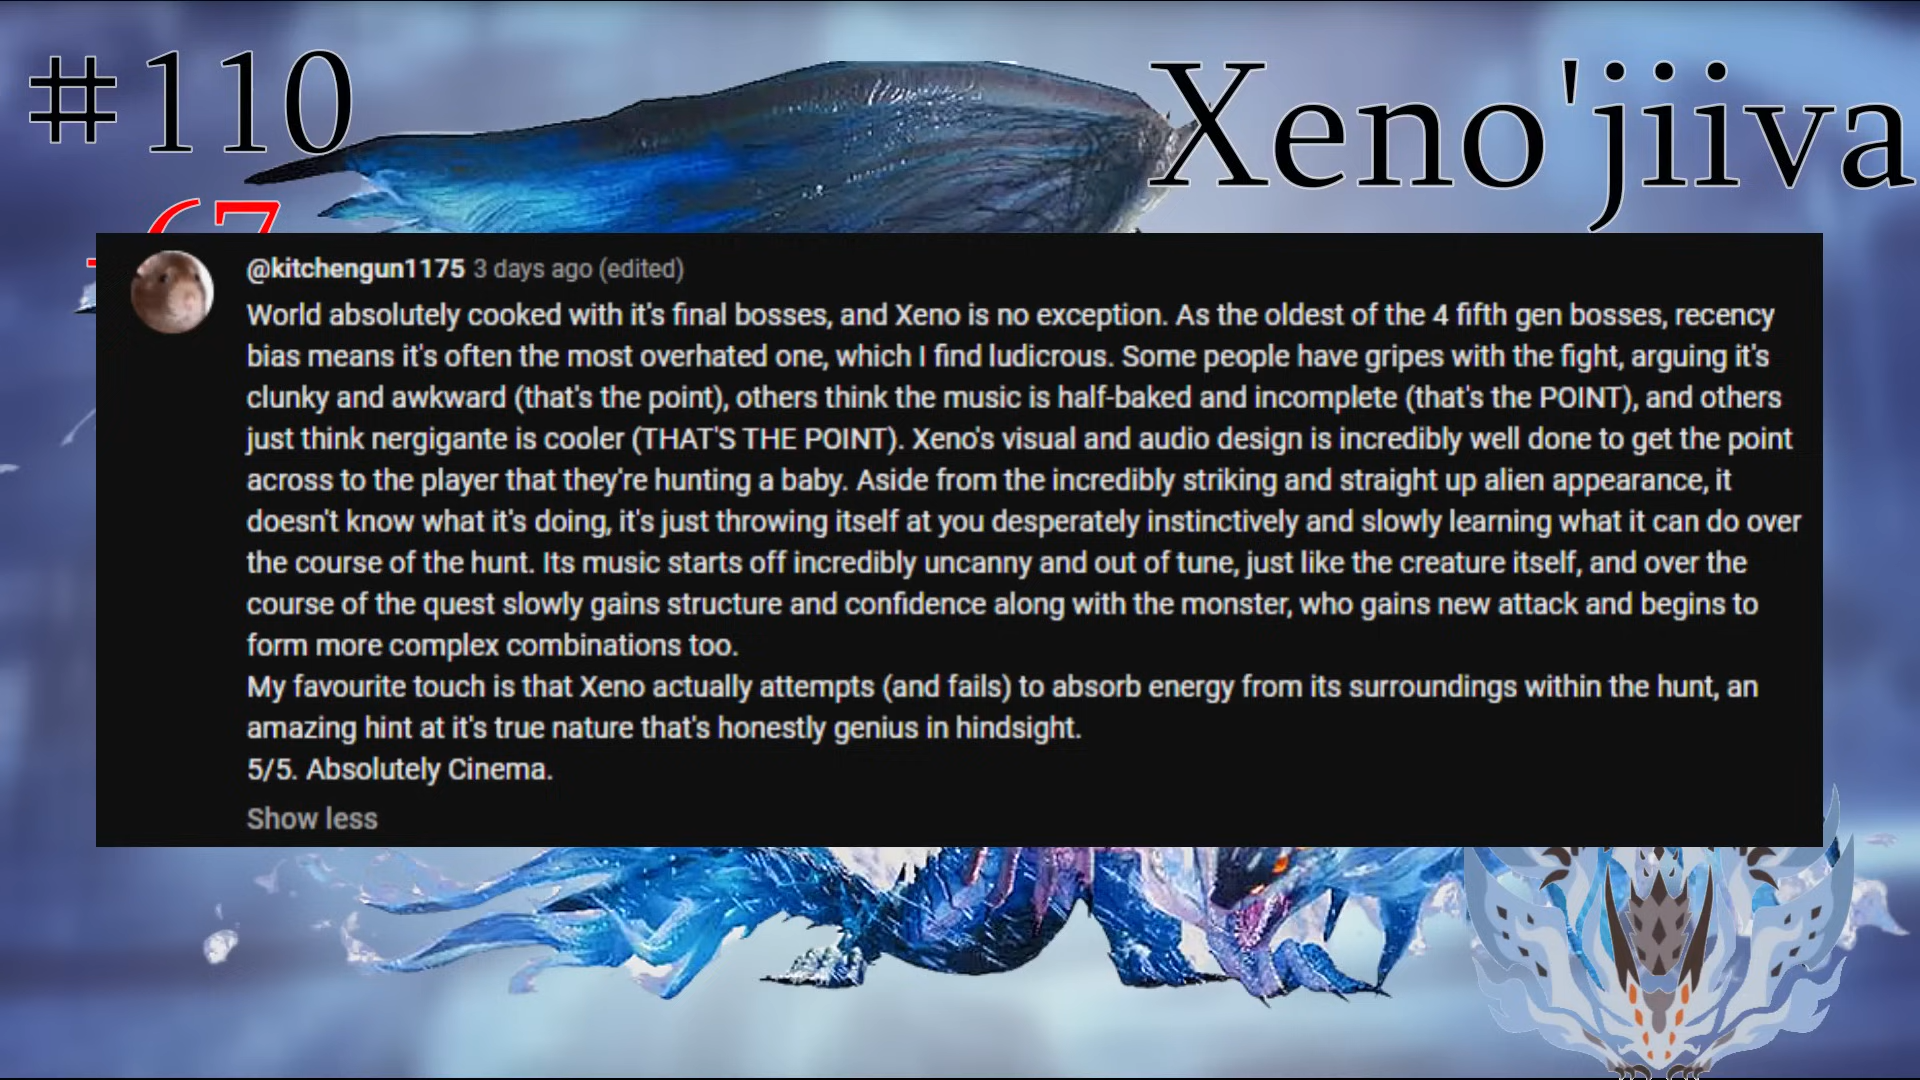 #110
Xeno'jiiva
67
@kitchengun1175 3 days ago (edited)
World absolutely cooked with it's final bosses, and Xeno is no exception. As the oldest of the 4 fifth gen bosses, recency
bias means it's often the most overhated one, which I find ludicrous. Some people have gripes with the fight, arguing it's
clunky and awkward (that's the point), others think the music is half-baked and incomplete (that's the POINT), and others
just think nergigante is cooler (THAT'S THE POINT). Xeno's visual and audio design is incredibly well done to get the point
across to the player that they're hunting a baby. Aside from the incredibly striking and straight up alien appearance, it
doesn't know what it's doing, it's just throwing itself at you desperately instinctively and slowly learning what it can do over
the course of the hunt. Its music starts off incredibly uncanny and out of tune, just like the creature itself, and over the
course of the quest slowly gains structure and confidence along with the monster, who gains new attack and begins to
form more complex combinations too.
My favourite touch is that Xeno actually attempts (and fails) to absorb energy from its surroundings within the hunt, an
amazing hint at it's true nature that's honestly genius in hindsight.
5/5. Absolutely Cinema.
Show less